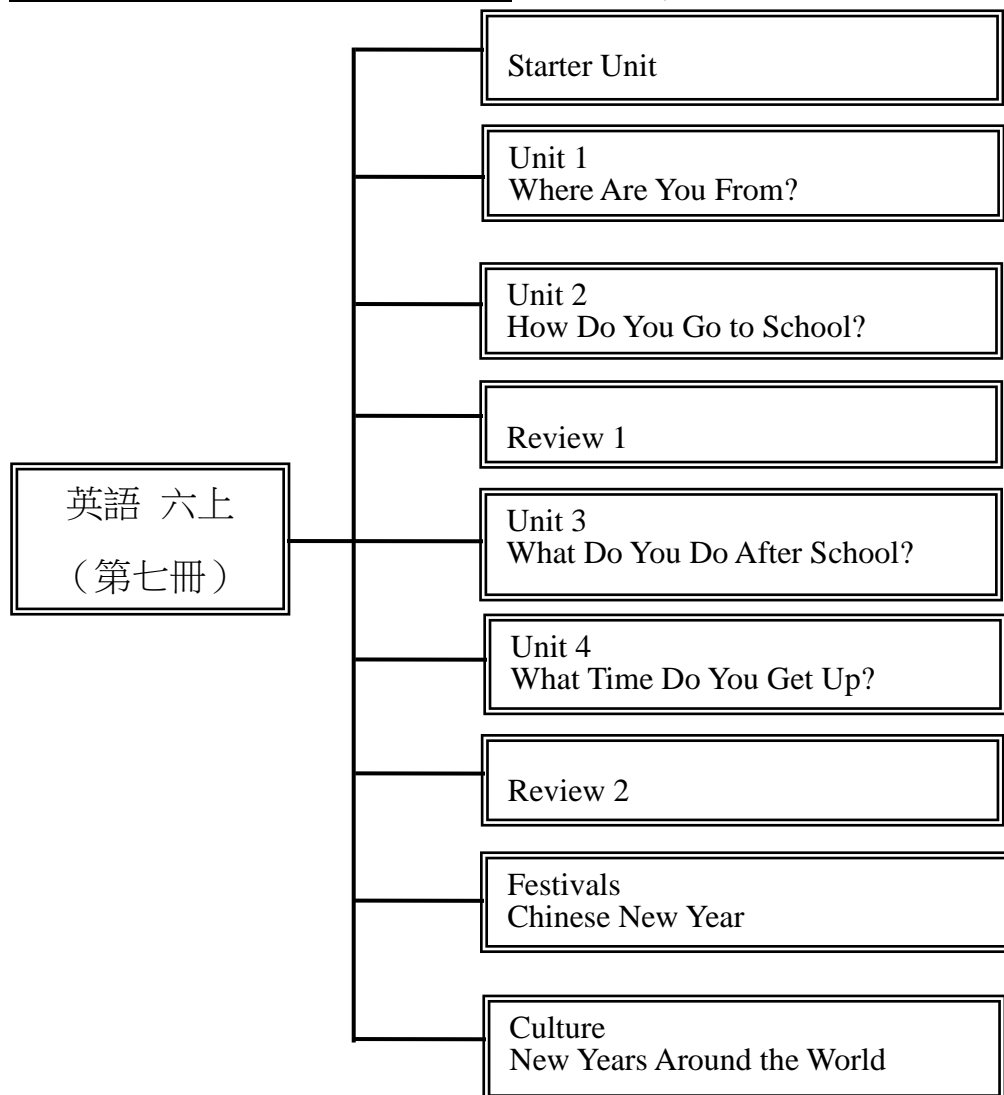 Starter Unit
Unit 1
Where Are You From?
Unit 2
How Do You Go to School?
Review 1
英語 六上
（第七冊）
Unit 3
What Do You Do After School?
Unit 4
What Time Do You Get Up?
Review 2
Festivals
Chinese New Year
Culture
New Years Around the World